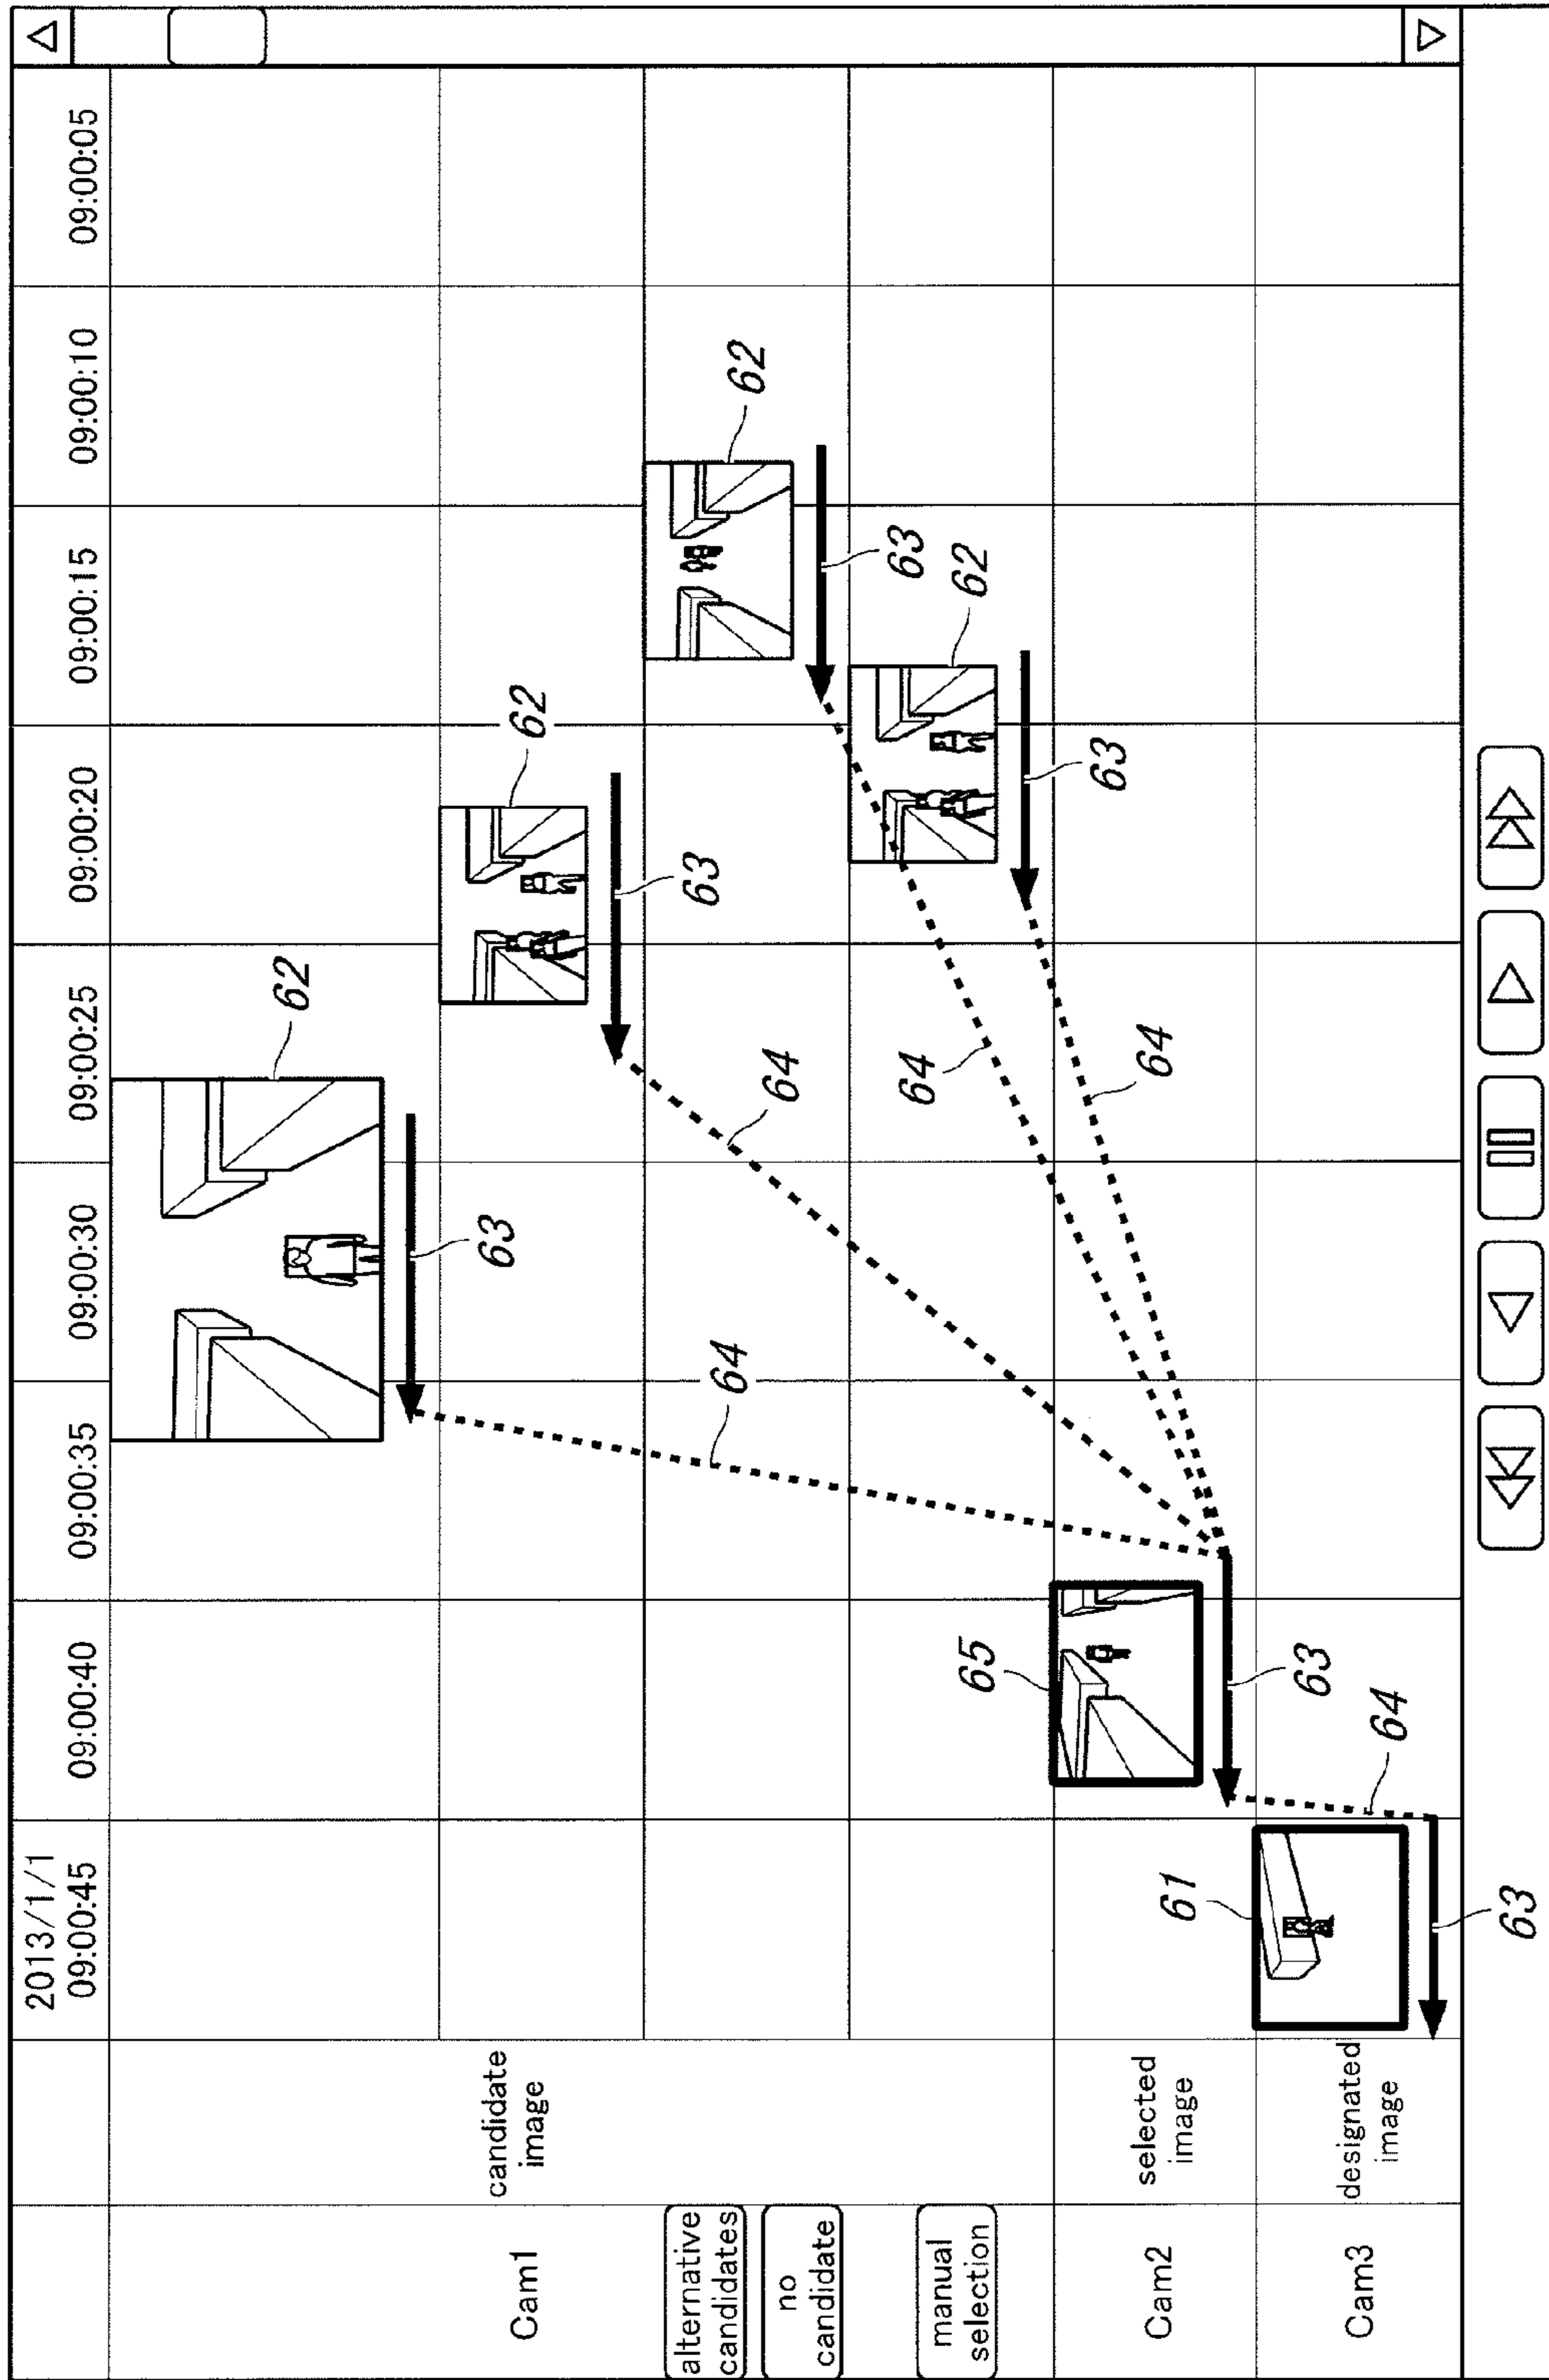 2013/1/1
09:00:45 09:00:40 09:00:35 09:00:30 09:00:25 09:00:20 09:00:15 09:00:10 09:00:05
62
63
Cam1
candidate
image
62
63
64
alternative
candidates
62
64
no
candidate
63
64
manual
selection
62
65
63
64
Cam2
selected
image
61
63
64
Cam3
designated
image
63